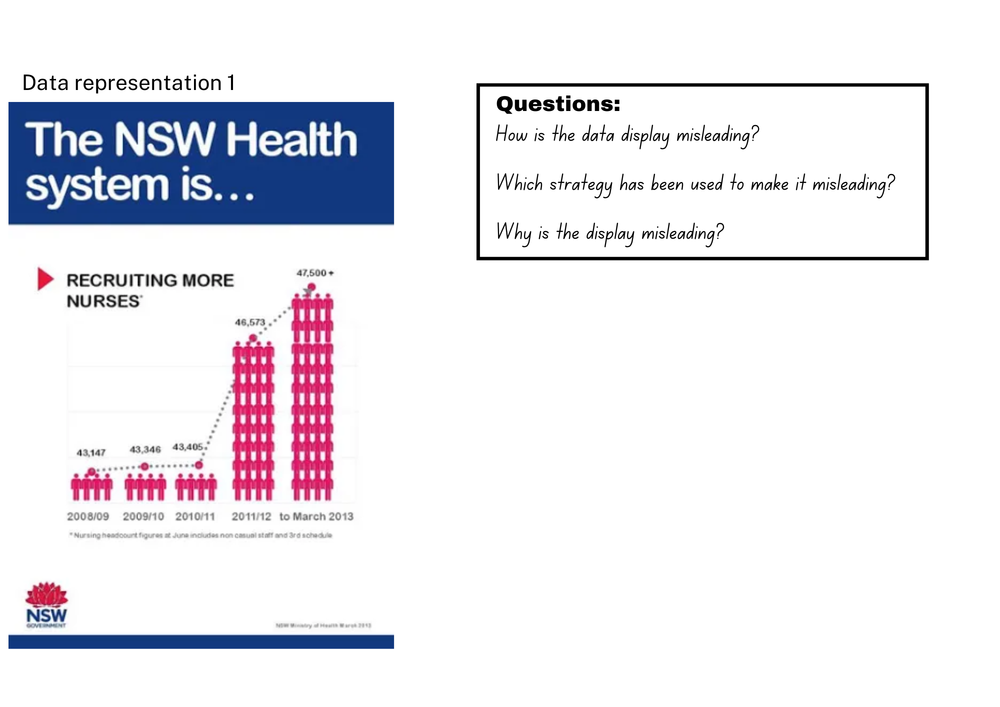 Data representation 1
The NSW Health
system is...
RECRUITING MORE
NURSES*
47,500+
46,573
43,147
43,346
43,405
2008/09
2009/10
2010/11
2011/12
to March 2013
* Nursing headcount figures at June includes non casual staff and 3rd schedule
NSW
GOVERNMENT
NSW Ministry of Health March 2013
Questions:
How is the data display misleading?
Which strategy has been used to make it misleading?
Why is the display misleading?